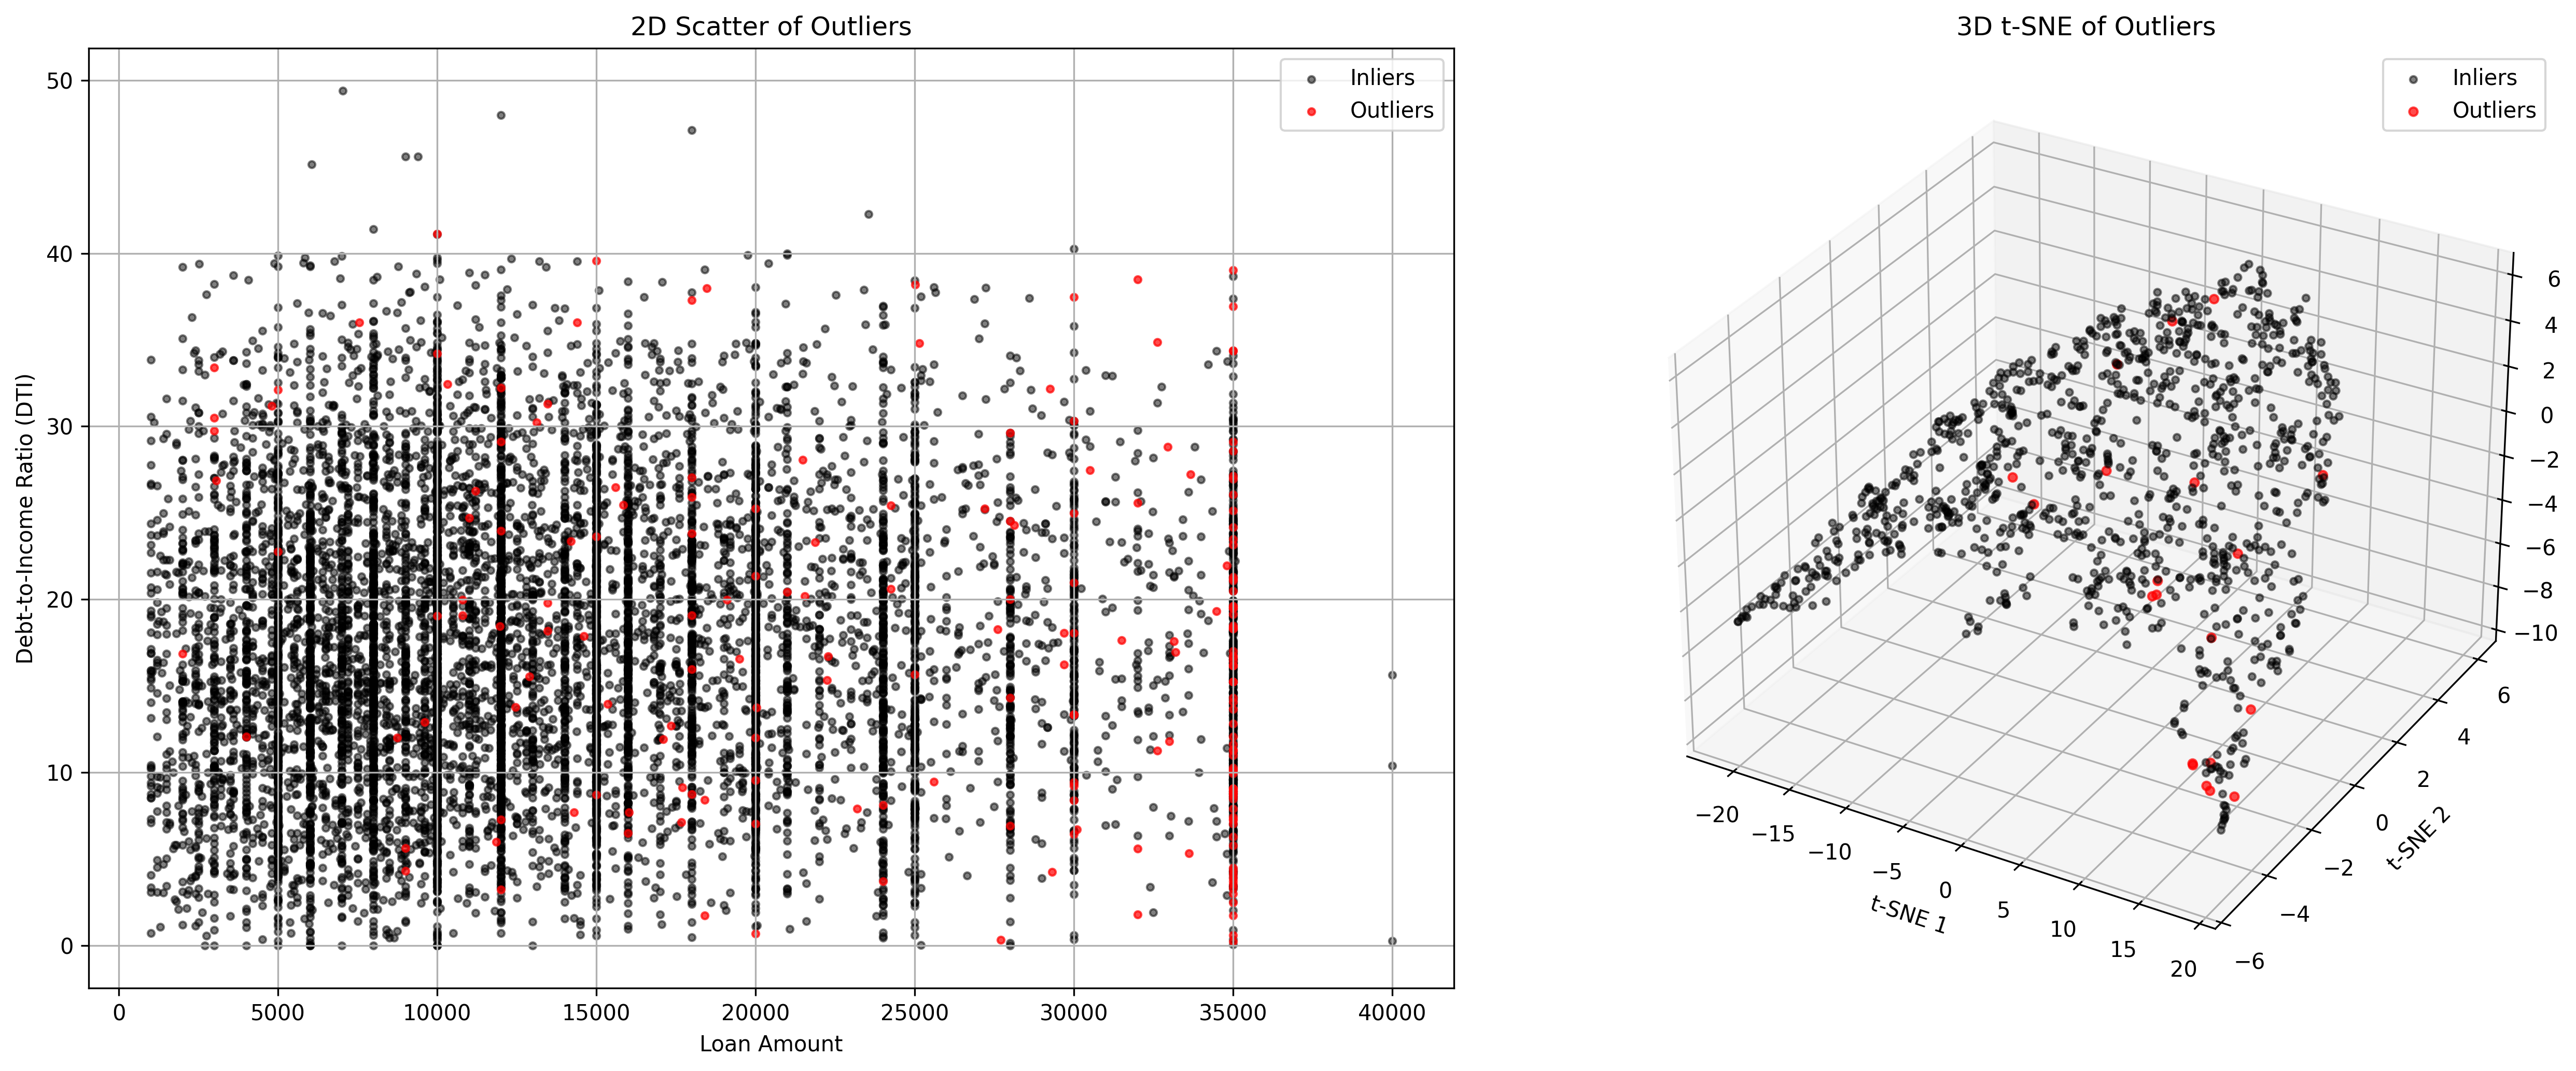 2D Scatter of Outliers
Inliers
Outliers
50
40
30
20
10
0
Debt-to-Income Ratio (DTI)
0 5000 10000 15000 20000 25000 30000 35000 40000
Loan Amount
3D t-SNE of Outliers
Inliers
Outliers
6
4
2
0
−2
−4
−6
−8
−10
−20 −15 −10 −5 0 5 10 15 20
t-SNE 1
−6 −4 −2 0 2 4 6
t-SNE 2